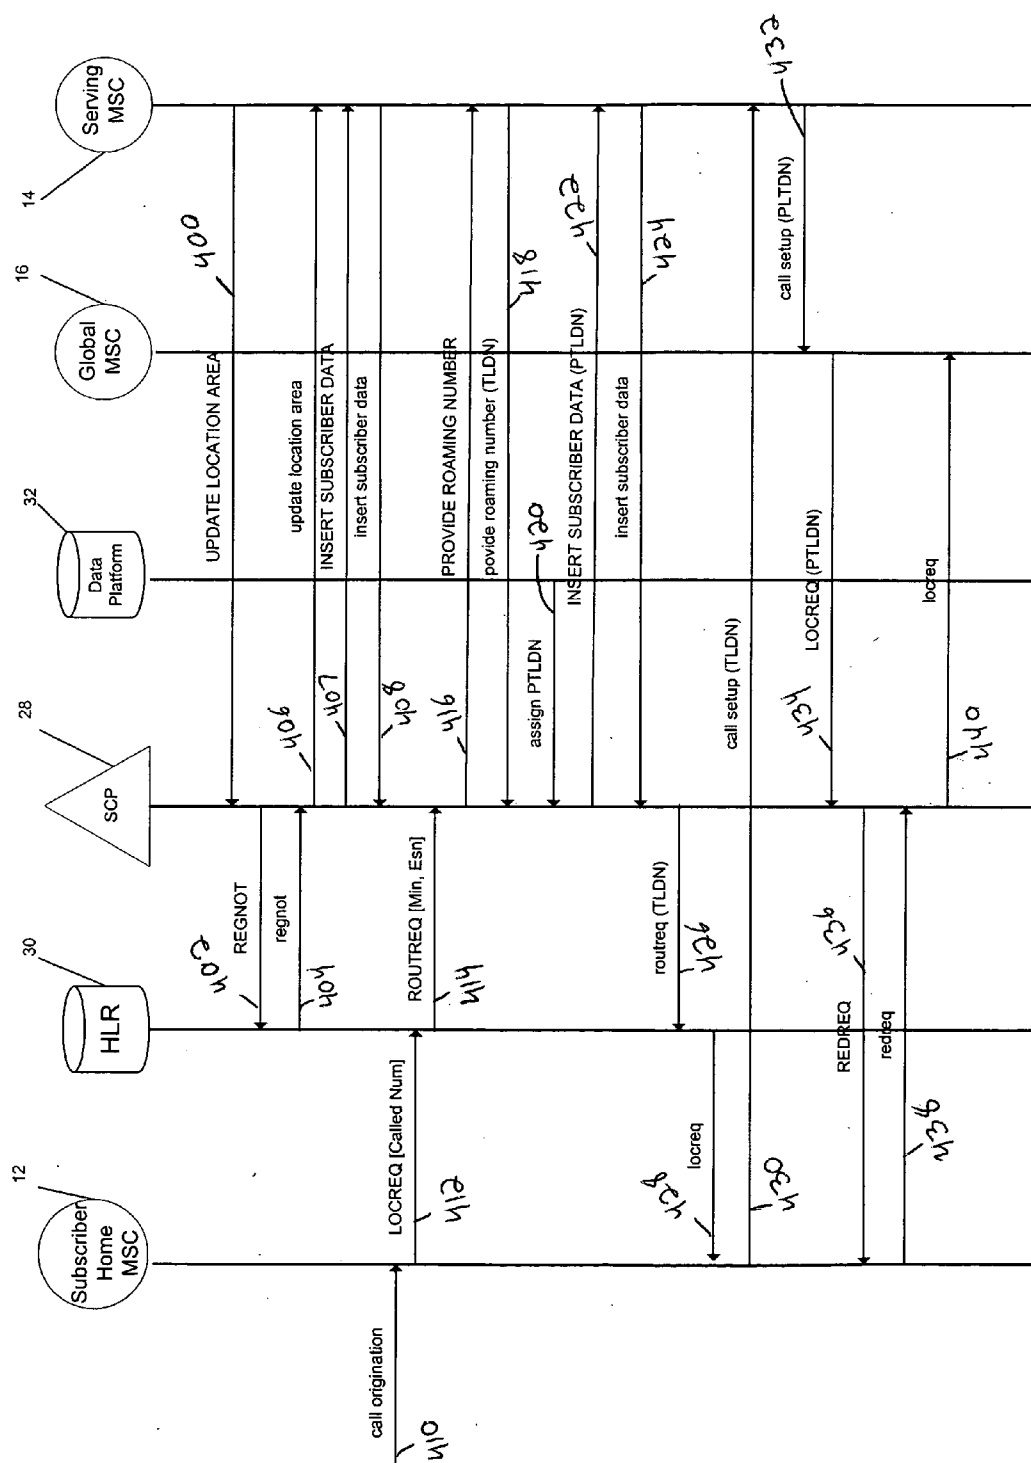 12
Subscriber
Home
MSC
30
HLR
28
SCP
32
Data
Platform
16
Global
MSC
14
Serving
MSC
UPDATE LOCATION AREA
400
REGNOT
402
regnot
404
update location area
406
INSERT SUBSCRIBER DATA
407
insert subscriber data
408
call origination
410
LOCREQ [Called Num]
412
ROUTREQ [Min, Esn]
414
PROVIDE ROAMING NUMBER
416
povide roaming number (TLDN)
418
assign PTLDN
420
INSERT SUBSCRIBER DATA (PTLDN)
422
insert subscriber data
424
routreq (TLDN)
426
locreq
428
call setup (TLDN)
430
call setup (PLTDN)
432
LOCREQ (PTLDN)
434
REDREQ
436
redreq
438
locreq
440